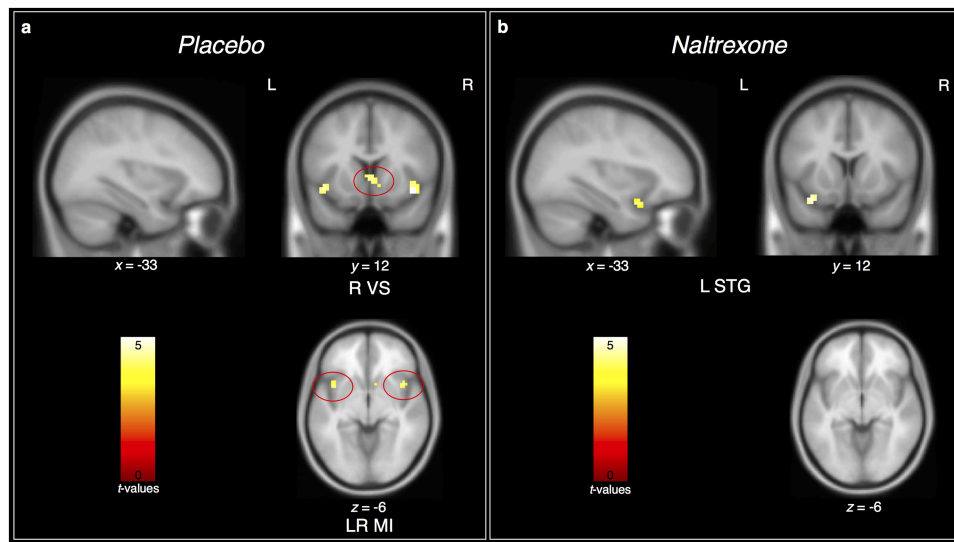 a
Placebo
L
R
x = -33
y = 12
R VS
5
0
t-values
z = -6
LR MI
b
Naltrexone
L
R
x = -33
y = 12
L STG
5
0
t-values
z = -6